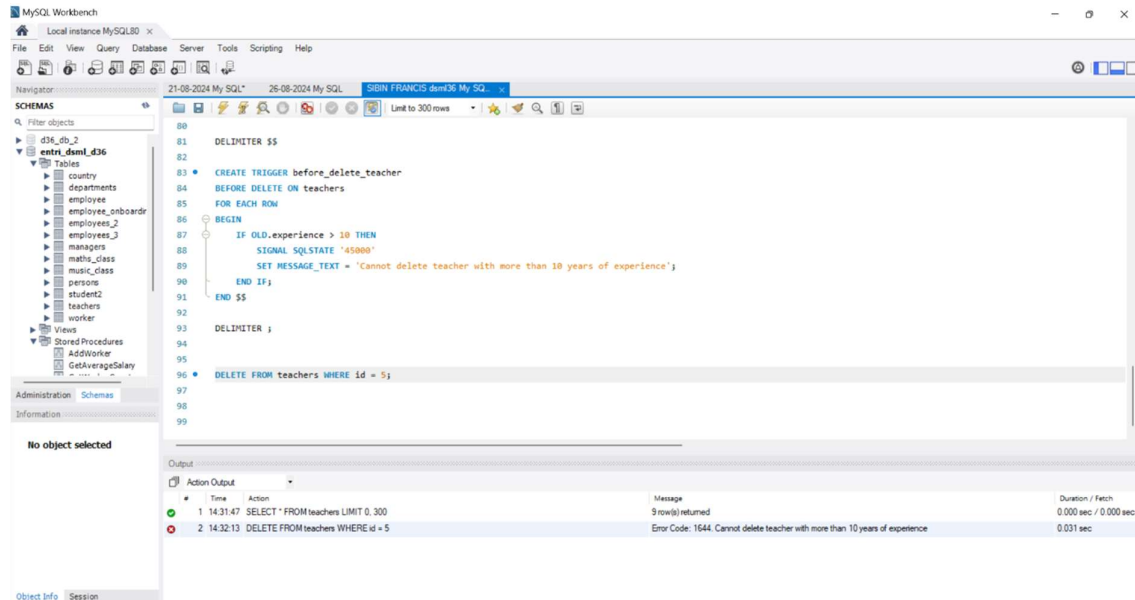 MySQL Workbench
Local instance MySQL80 ×
File Edit View Query Database Server Tools Scripting Help
Navigator
SCHEMAS
Filter objects
d36_db_2
entri_dsml_d36
Tables
country
departments
employee
employee_onboardir
employees_2
employees_3
managers
maths_class
music_class
persons
student2
teachers
worker
Views
Stored Procedures
AddWorker
GetAverageSalary
Administration Schemas
Information
No object selected
Object Info Session
21-08-2024 My SQL* 26-08-2024 My SQL SIBIN FRANCIS dsml36 My SQ... ×
Limit to 300 rows
80
81 DELIMITER $$
82
83 CREATE TRIGGER before_delete_teacher
84 BEFORE DELETE ON teachers
85 FOR EACH ROW
86 BEGIN
87 IF OLD.experience > 10 THEN
88 SIGNAL SQLSTATE '45000'
89 SET MESSAGE_TEXT = 'Cannot delete teacher with more than 10 years of experience';
90 END IF;
91 END $$
92
93 DELIMITER ;
94
95
96 DELETE FROM teachers WHERE id = 5;
97
98
99
Output
Action Output
# Time Action Message Duration / Fetch
1 14:31:47 SELECT * FROM teachers LIMIT 0, 300 9 row(s) returned 0.000 sec / 0.000 sec
2 14:32:13 DELETE FROM teachers WHERE id = 5 Error Code: 1644. Cannot delete teacher with more than 10 years of experience 0.031 sec